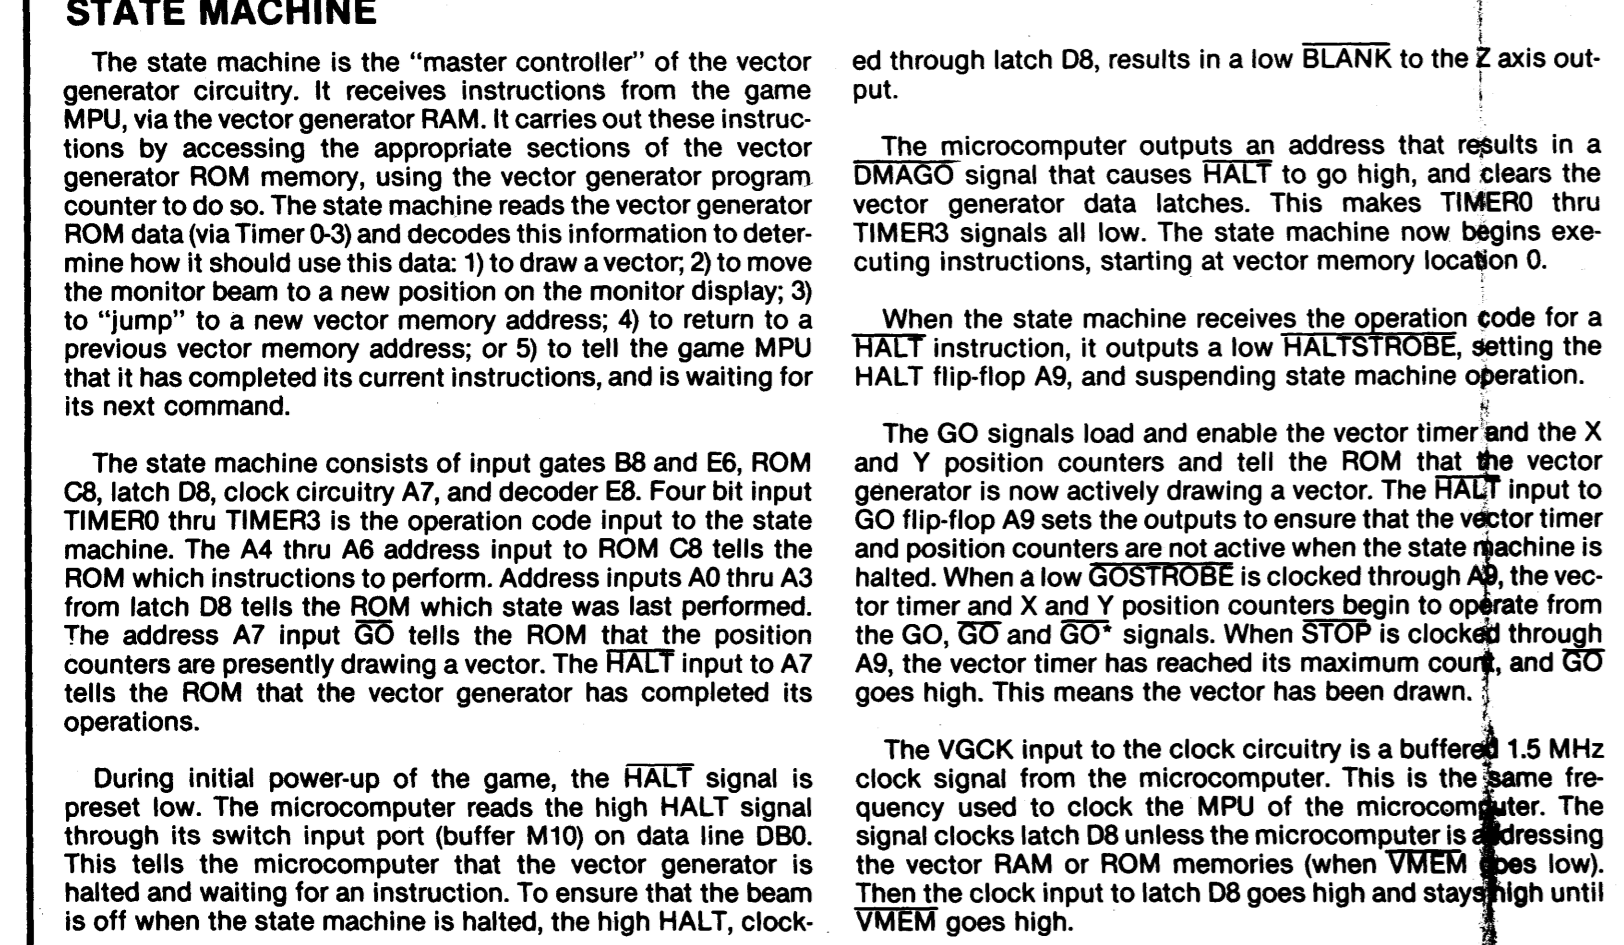 STATE MACHINE
The state machine is the "master controller" of the vector
generator circuitry. It receives instructions from the game
MPU, via the vector generator RAM. It carries out these instruc-
tions by accessing the appropriate sections of the vector
generator ROM memory, using the vector generator program
counter to do so. The state machine reads the vector generator
ROM data (via Timer 0-3) and decodes this information to deter-
mine how it should use this data: 1) to draw a vector; 2) to move
the monitor beam to a new position on the monitor display; 3)
to "jump" to a new vector memory address; 4) to return to a
previous vector memory address; or 5) to tell the game MPU
that it has completed its current instructions, and is waiting for
its next command.
The state machine consists of input gates B8 and E6, ROM
C8, latch D8, clock circuitry A7, and decoder E8. Four bit input
TIMER0 thru TIMER3 is the operation code input to the state
machine. The A4 thru A6 address input to ROM C8 tells the
ROM which instructions to perform. Address inputs A0 thru A3
from latch D8 tells the ROM which state was last performed.
The address A7 input G̅O̅ tells the ROM that the position
counters are presently drawing a vector. The H̅A̅L̅T̅ input to A7
tells the ROM that the vector generator has completed its
operations.
During initial power-up of the game, the H̅A̅L̅T̅ signal is
preset low. The microcomputer reads the high HALT signal
through its switch input port (buffer M10) on data line DB0.
This tells the microcomputer that the vector generator is
halted and waiting for an instruction. To ensure that the beam
is off when the state machine is halted, the high HALT, clock-
ed through latch D8, results in a low B̅L̅A̅N̅K̅ to the Z axis out-
put.
The microcomputer outputs an address that results in a
D̅M̅A̅G̅O̅ signal that causes H̅A̅L̅T̅ to go high, and clears the
vector generator data latches. This makes TIMER0 thru
TIMER3 signals all low. The state machine now begins exe-
cuting instructions, starting at vector memory location 0.
When the state machine receives the operation code for a
H̅A̅L̅T̅ instruction, it outputs a low H̅A̅L̅T̅S̅T̅R̅O̅B̅E̅, setting the
HALT flip-flop A9, and suspending state machine operation.
The GO signals load and enable the vector timer and the X
and Y position counters and tell the ROM that the vector
generator is now actively drawing a vector. The H̅A̅L̅T̅ input to
GO flip-flop A9 sets the outputs to ensure that the vector timer
and position counters are not active when the state machine is
halted. When a low G̅O̅S̅T̅R̅O̅B̅E̅ is clocked through A9, the vec-
tor timer and X and Y position counters begin to operate from
the GO, G̅O̅ and G̅O̅* signals. When S̅T̅O̅P̅ is clocked through
A9, the vector timer has reached its maximum count, and G̅O̅
goes high. This means the vector has been drawn.
The VGCK input to the clock circuitry is a buffered 1.5 MHz
clock signal from the microcomputer. This is the same fre-
quency used to clock the MPU of the microcomputer. The
signal clocks latch D8 unless the microcomputer is addressing
the vector RAM or ROM memories (when V̅M̅E̅M̅ goes low).
Then the clock input to latch D8 goes high and stays high until
V̅M̅E̅M̅ goes high.